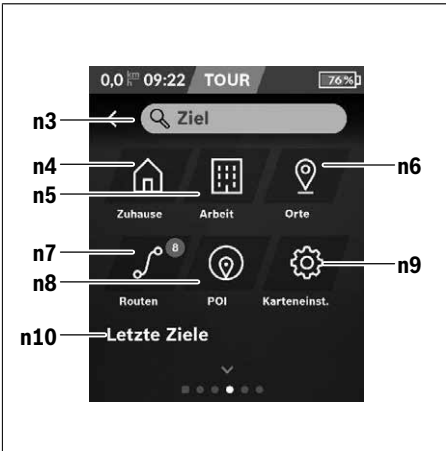 0,0 km/h 09:22 TOUR 76%
n3 Ziel
n4 n5 n6
Zuhause Arbeit Orte
n7 8 n8 n9
Routen POI Karteneinst.
n10 Letzte Ziele